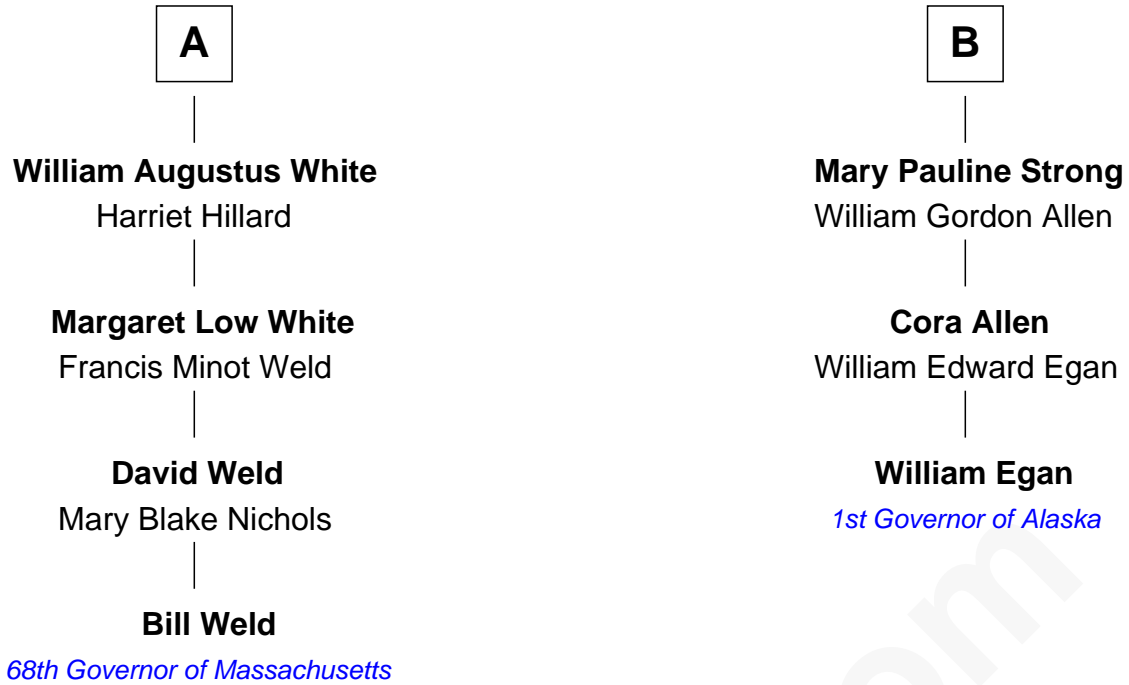 A
William Augustus White
Harriet Hillard
Margaret Low White
Francis Minot Weld
David Weld
Mary Blake Nichols
Bill Weld
68th Governor of Massachusetts
B
Mary Pauline Strong
William Gordon Allen
Cora Allen
William Edward Egan
William Egan
1st Governor of Alaska